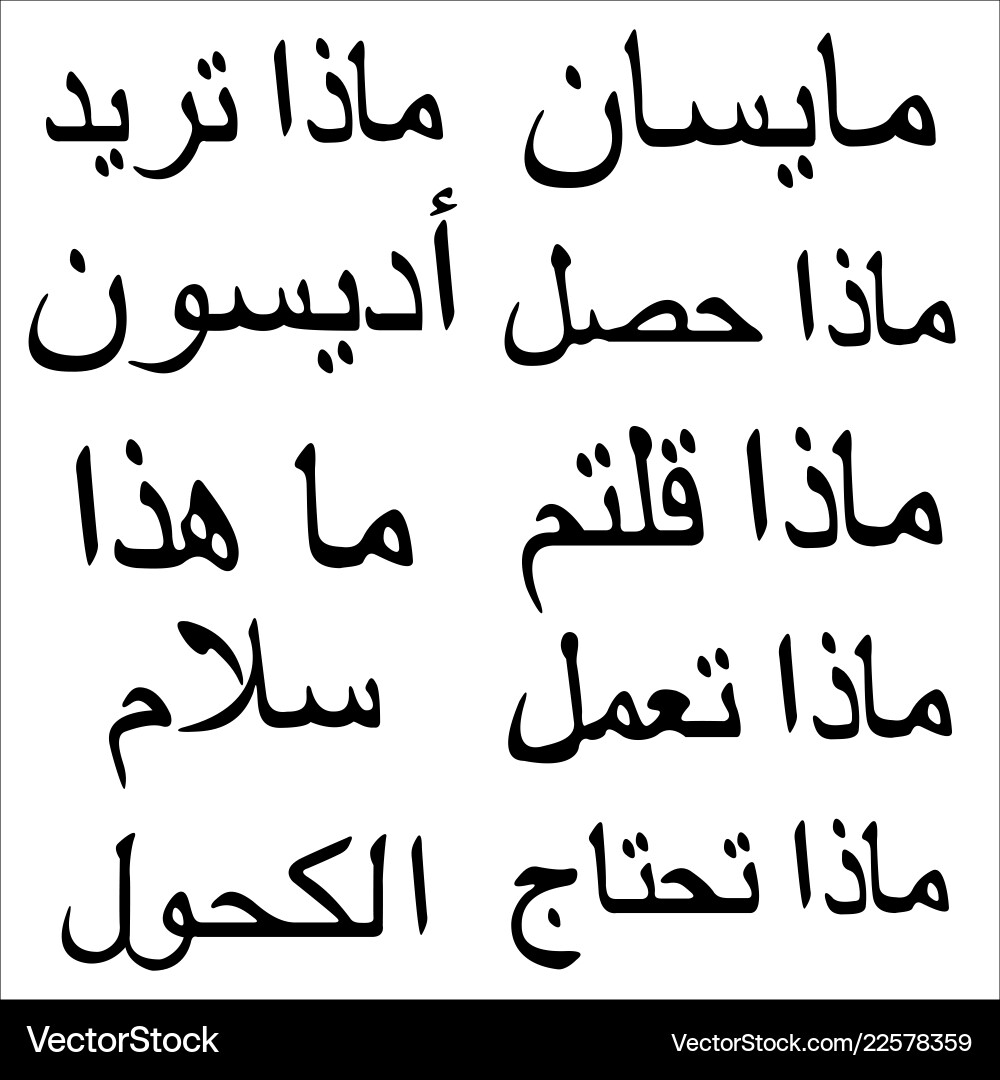 مايسان
ماذا تريد
ماذا حصل
أديسون
ماذا قلتم
ما هذا
ماذا تعمل
سلام
ماذا تحتاج
الكحول
VectorStock
VectorStock.com/22578359